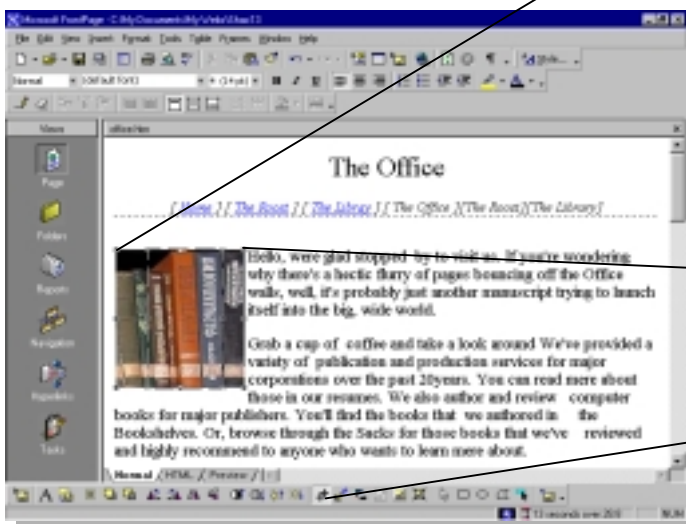 Microsoft FrontPage - C:\My Documents\My Webs\
File Edit View Insert Format Tools Table Frames Window Help
Normal
Views
office.htm
Page
Folders
Reports
Navigation
Hyperlinks
Tasks
The Office
[ Home ] [ The Roost ] [ The Library ] [ The Office ][The Roost][The Library]
Hello, were glad stopped by to visit us. If you're wondering
why there's a hectic flurry of pages bouncing off the Office
walls, well, it's probably just another manuscript trying to launch
itself into the big, wide world.
Grab a cup of coffee and take a look around We've provided a
variety of publication and production services for major
corporations over the past 20years. You can read more about
those in our resumes. We also author and review computer
books for major publishers. You'll find the books that we authored in the
Bookshelves. Or, browse through the Sacks for those books that we've reviewed
and highly recommend to anyone who wants to learn more about.
Normal HTML Preview
13 seconds over 28.8 NUM